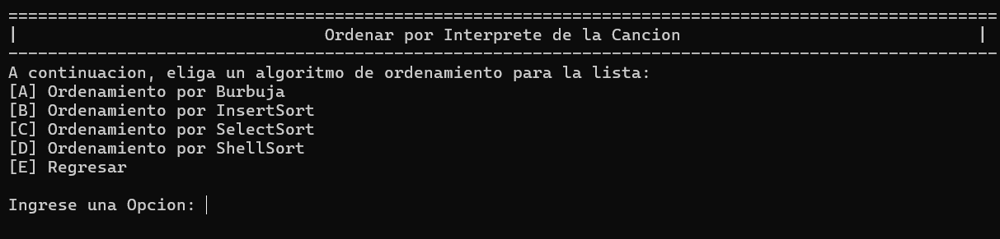 ====================================================================================================
|                               Ordenar por Interprete de la Cancion                              |
----------------------------------------------------------------------------------------------------
A continuacion, eliga un algoritmo de ordenamiento para la lista:
[A] Ordenamiento por Burbuja
[B] Ordenamiento por InsertSort
[C] Ordenamiento por SelectSort
[D] Ordenamiento por ShellSort
[E] Regresar
Ingrese una Opcion: